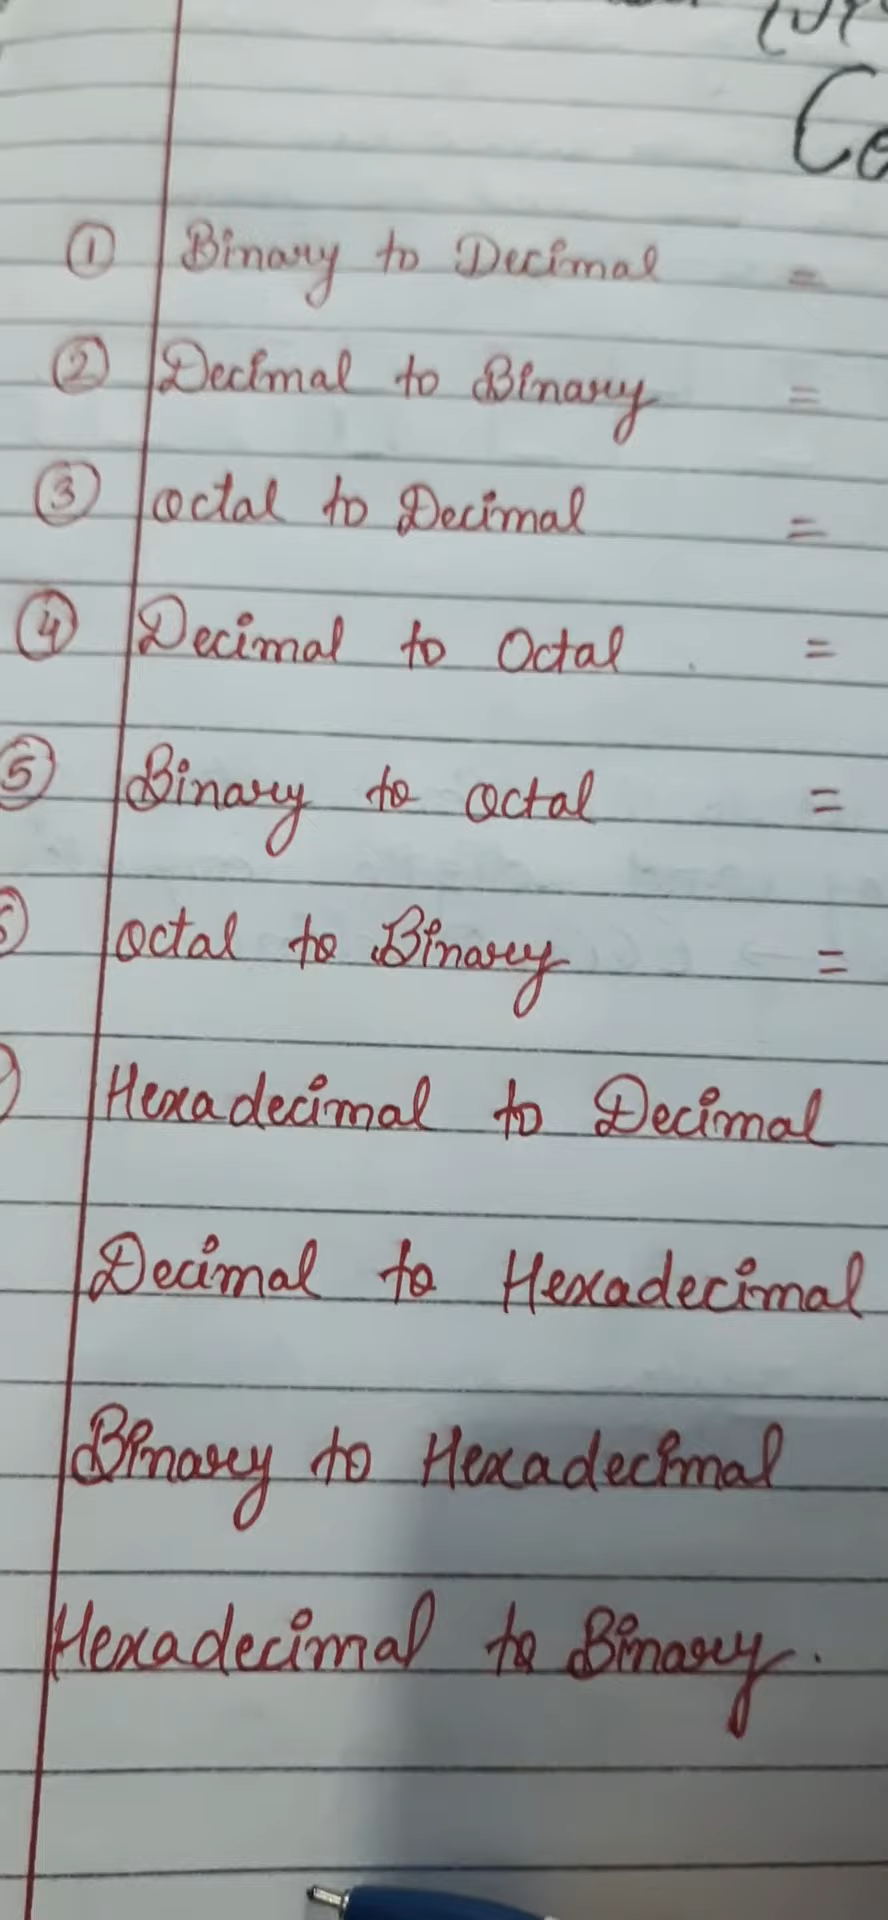 Ce
① Binary to Decimal =
② Decimal to Binary =
③ Octal to Decimal =
④ Decimal to Octal =
⑤ Binary to Octal =
Octal to Binary =
Hexadecimal to Decimal
Decimal to Hexadecimal
Binary to Hexadecimal
Hexadecimal to Binary.